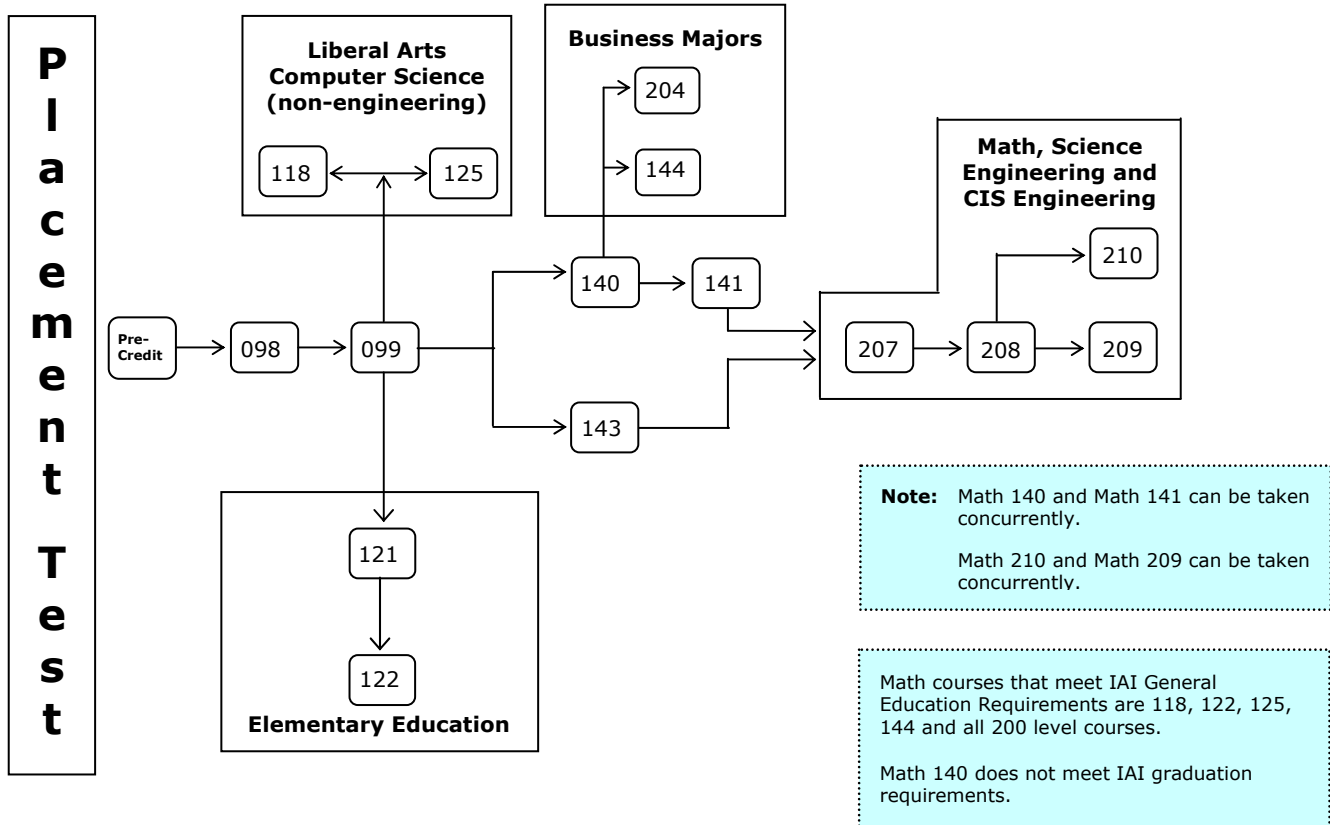 Placement Test
Liberal Arts
Computer Science
(non-engineering)
118
125
Business Majors
204
144
Math, Science
Engineering and
CIS Engineering
210
140
141
Pre-
Credit
098
099
207
208
209
143
121
122
Elementary Education
Note: Math 140 and Math 141 can be taken
concurrently.
Math 210 and Math 209 can be taken
concurrently.
Math courses that meet IAI General
Education Requirements are 118, 122, 125,
144 and all 200 level courses.
Math 140 does not meet IAI graduation
requirements.